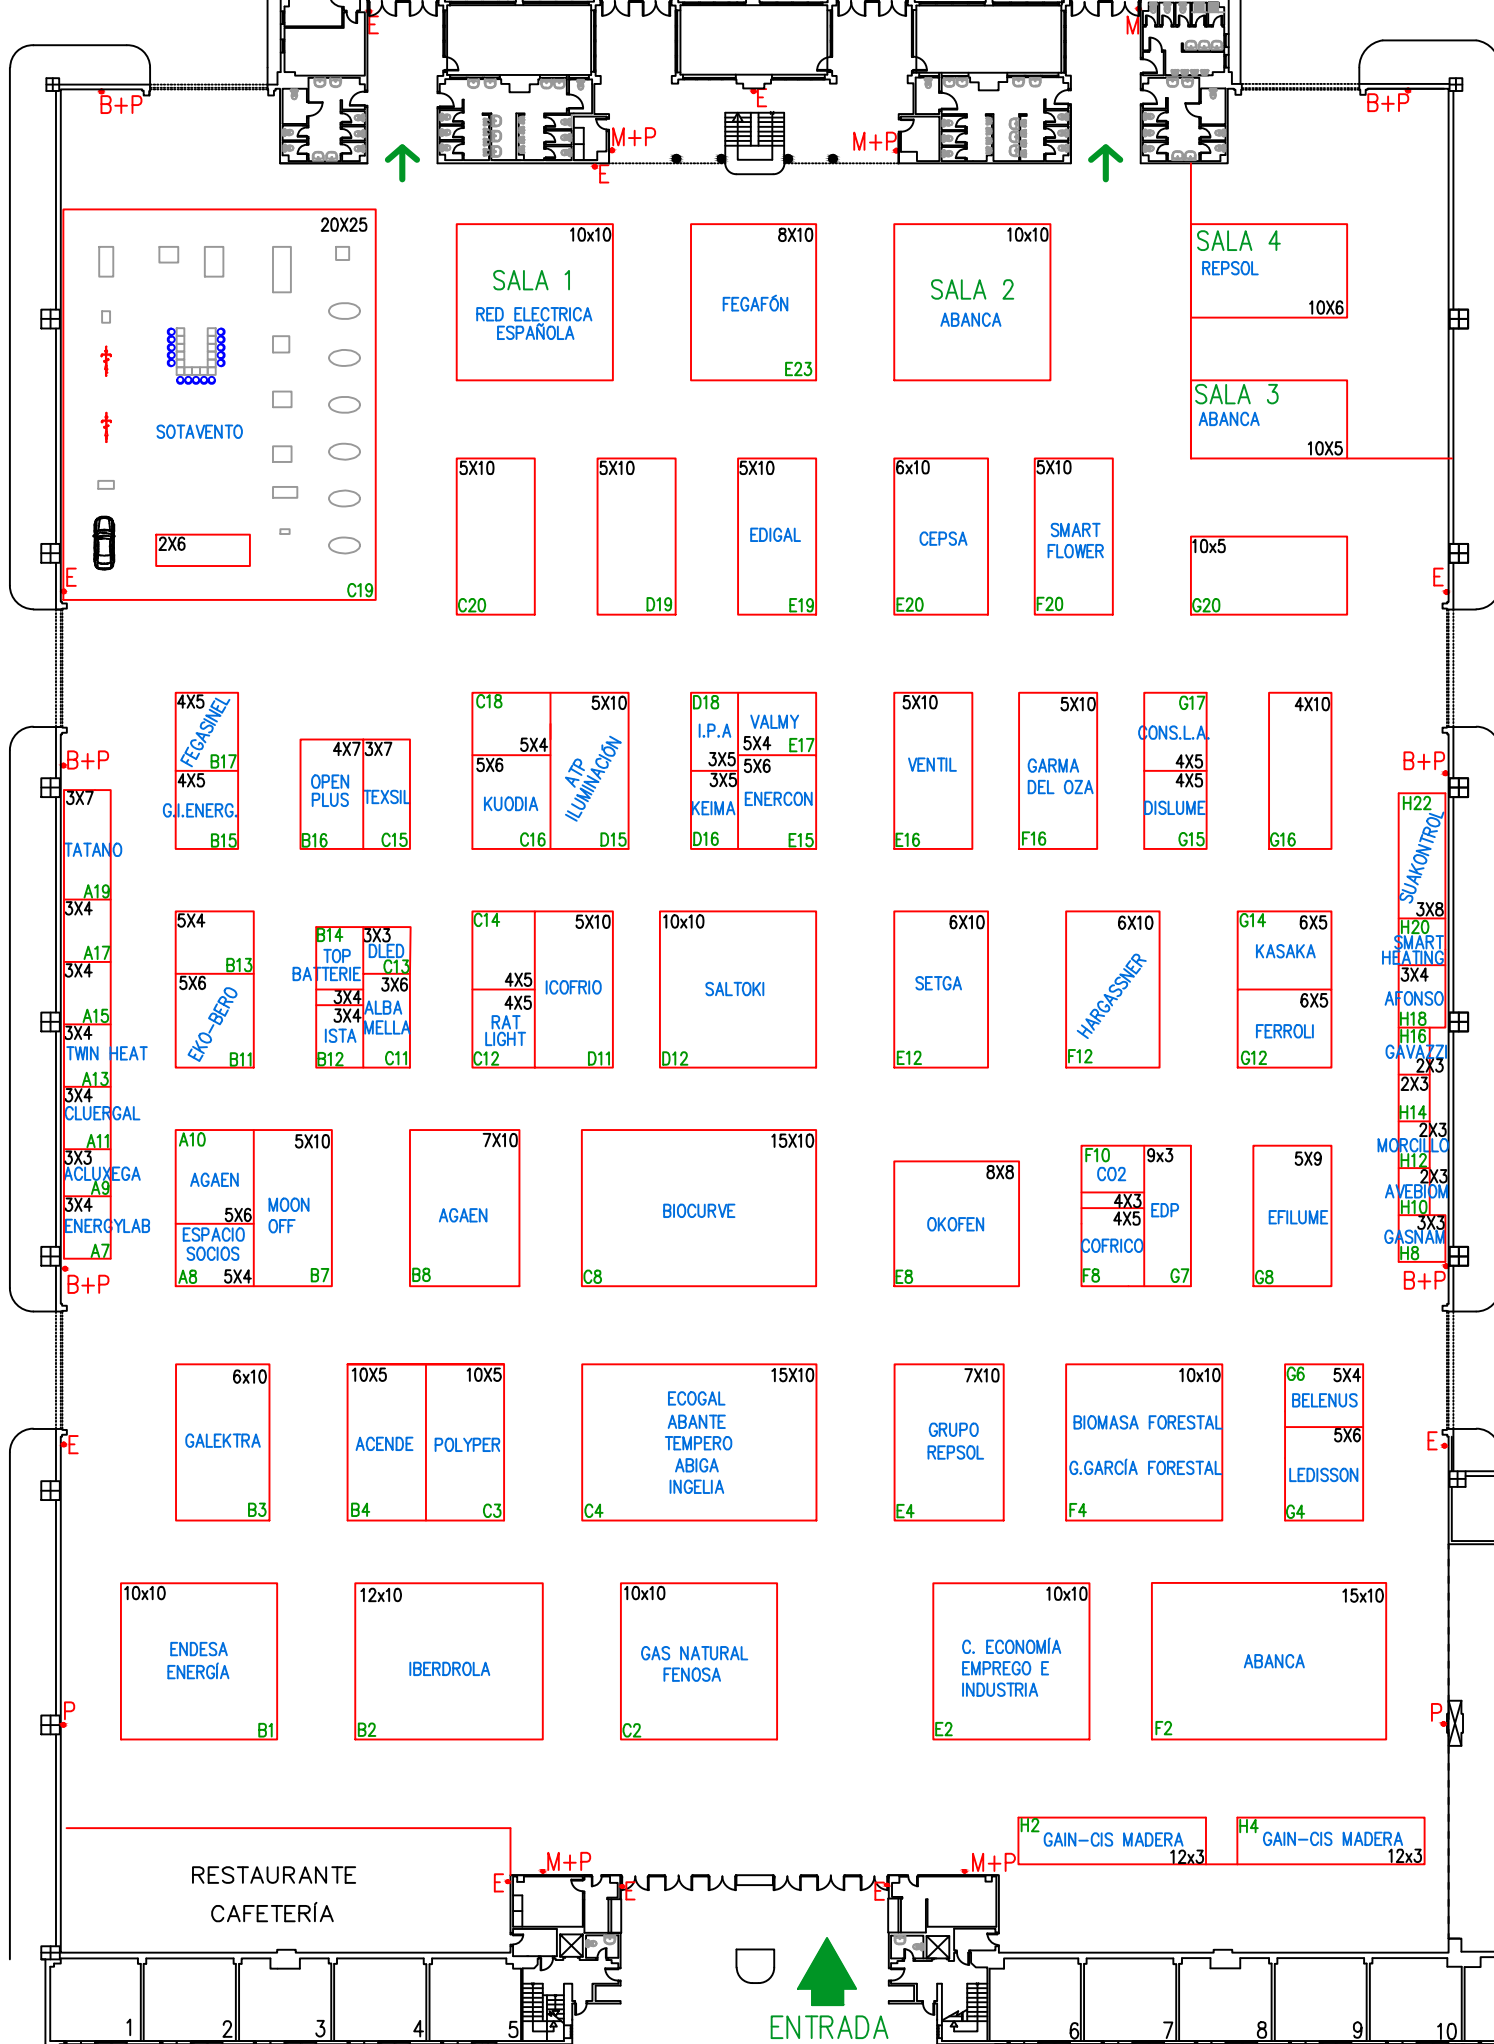 E
M
B+P
E
B+P
M+P
M+P
E
20X25
SOTAVENTO
2X6
C19
E
10x10
SALA 1
RED ELECTRICA
ESPAÑOLA
8X10
FEGAFÓN
E23
10x10
SALA 2
ABANCA
SALA 4
REPSOL
10X6
SALA 3
ABANCA
10X5
5X10
C20
5X10
D19
5X10
EDIGAL
E19
6x10
CEPSA
E20
5X10
SMART
FLOWER
F20
10x5
G20
E
4X5
FEGASINEL
B17
4X5
G.I.ENERG.
B15
4X7
OPEN
PLUS
B16
3X7
TEXSIL
C15
C18
5X4
5X6
KUODIA
C16
5X10
ATP
ILUMINACIÓN
D15
D18
I.P.A
3X5
3X5
KEIMA
D16
VALMY
5X4
E17
5X6
ENERCON
E15
5X10
VENTIL
E16
5X10
GARMA
DEL OZA
F16
G17
CONS.L.A.
4X5
4X5
DISLUME
G15
4X10
G16
B+P
B+P
3X7
TATANO
A19
3X4
A17
3X4
A15
3X4
TWIN HEAT
A13
3X4
CLUERGAL
A11
3X3
ACLUXEGA
A9
3X4
ENERGYLAB
A7
B+P
H22
SUAKONTROL
3X8
H20
SMART
HEATING
3X4
AFONSO
H18
H16
GAVAZZI
2X3
2X3
H14
2X3
MORCILLO
H12
2X3
AVEBIOM
H10
3X3
GASNAM
H8
B+P
5X4
B13
5X6
EKO-BERO
B11
B14
TOP
BATTERIE
3X4
3X4
ISTA
B12
3X3
DLED
C13
3X6
ALBA
MELLA
C11
C14
4X5
4X5
RAT
LIGHT
C12
5X10
ICOFRIO
D11
10x10
SALTOKI
D12
6X10
SETGA
E12
6X10
HARGASSNER
F12
G14
6X5
KASAKA
6X5
FERROLI
G12
A10
AGAEN
5X6
ESPACIO
SOCIOS
A8
5X4
5X10
MOON
OFF
B7
7X10
AGAEN
B8
15X10
BIOCURVE
C8
8X8
OKOFEN
E8
F10
CO2
4X3
4X5
COFRICO
F8
9x3
EDP
G7
5X9
EFILUME
G8
6x10
GALEKTRA
B3
10X5
ACENDE
B4
10X5
POLYPER
C3
15X10
ECOGAL
ABANTE
TEMPERO
ABIGA
INGELIA
C4
7X10
GRUPO
REPSOL
E4
10x10
BIOMASA FORESTAL
G.GARCÍA FORESTAL
F4
G6
5X4
BELENUS
5X6
LEDISSON
G4
E
E
10x10
ENDESA
ENERGÍA
B1
12x10
IBERDROLA
B2
10x10
GAS NATURAL
FENOSA
C2
10x10
C. ECONOMÍA
EMPREGO E
INDUSTRIA
E2
15x10
ABANCA
F2
P
P
H2
GAIN-CIS MADERA
12x3
H4
GAIN-CIS MADERA
12x3
RESTAURANTE
CAFETERÍA
M+P
E
E
E
M+P
ENTRADA
1
2
3
4
5
6
7
8
9
10